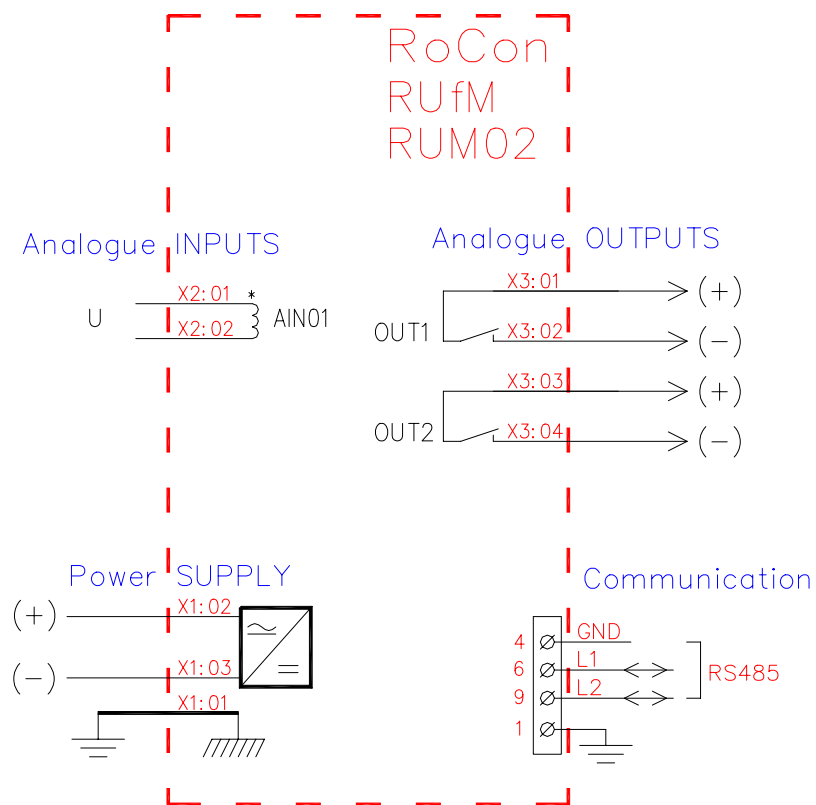 RoCon
RUfM
RUM02
Analogue INPUTS
Analogue OUTPUTS
X2:01 *
U
X2:02
AIN01
X3:01
(+)
OUT1
X3:02
(-)
X3:03
(+)
OUT2
X3:04
(-)
Power SUPPLY
Communication
(+)
X1:02
(-)
X1:03
X1:01
4 GND
6 L1
RS485
9 L2
1